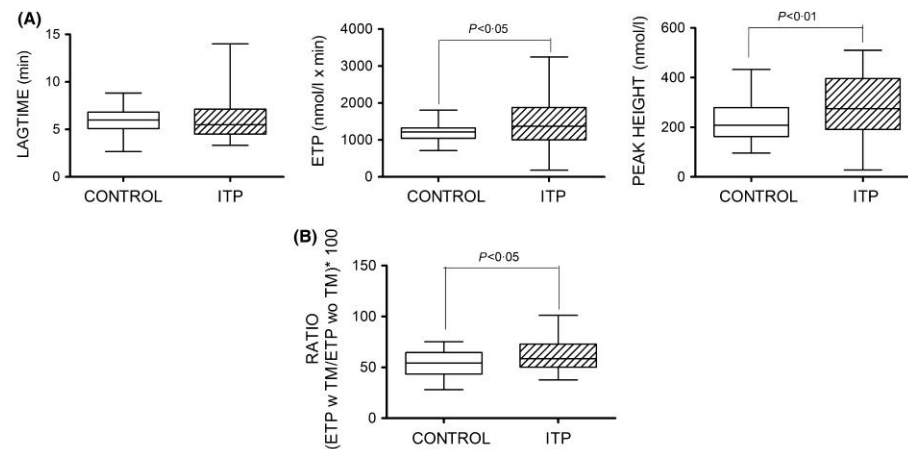 (A)
LAGTIME (min)
15
10
5
0
CONTROL
ITP
ETP (nmol/l x min)
4000
3000
2000
1000
0
P<0·05
CONTROL
ITP
PEAK HEIGHT (nmol/l)
600
400
200
0
P<0·01
CONTROL
ITP
(B)
RATIO
(ETP w TM/ETP wo TM)* 100
150
100
50
0
P<0·05
CONTROL
ITP